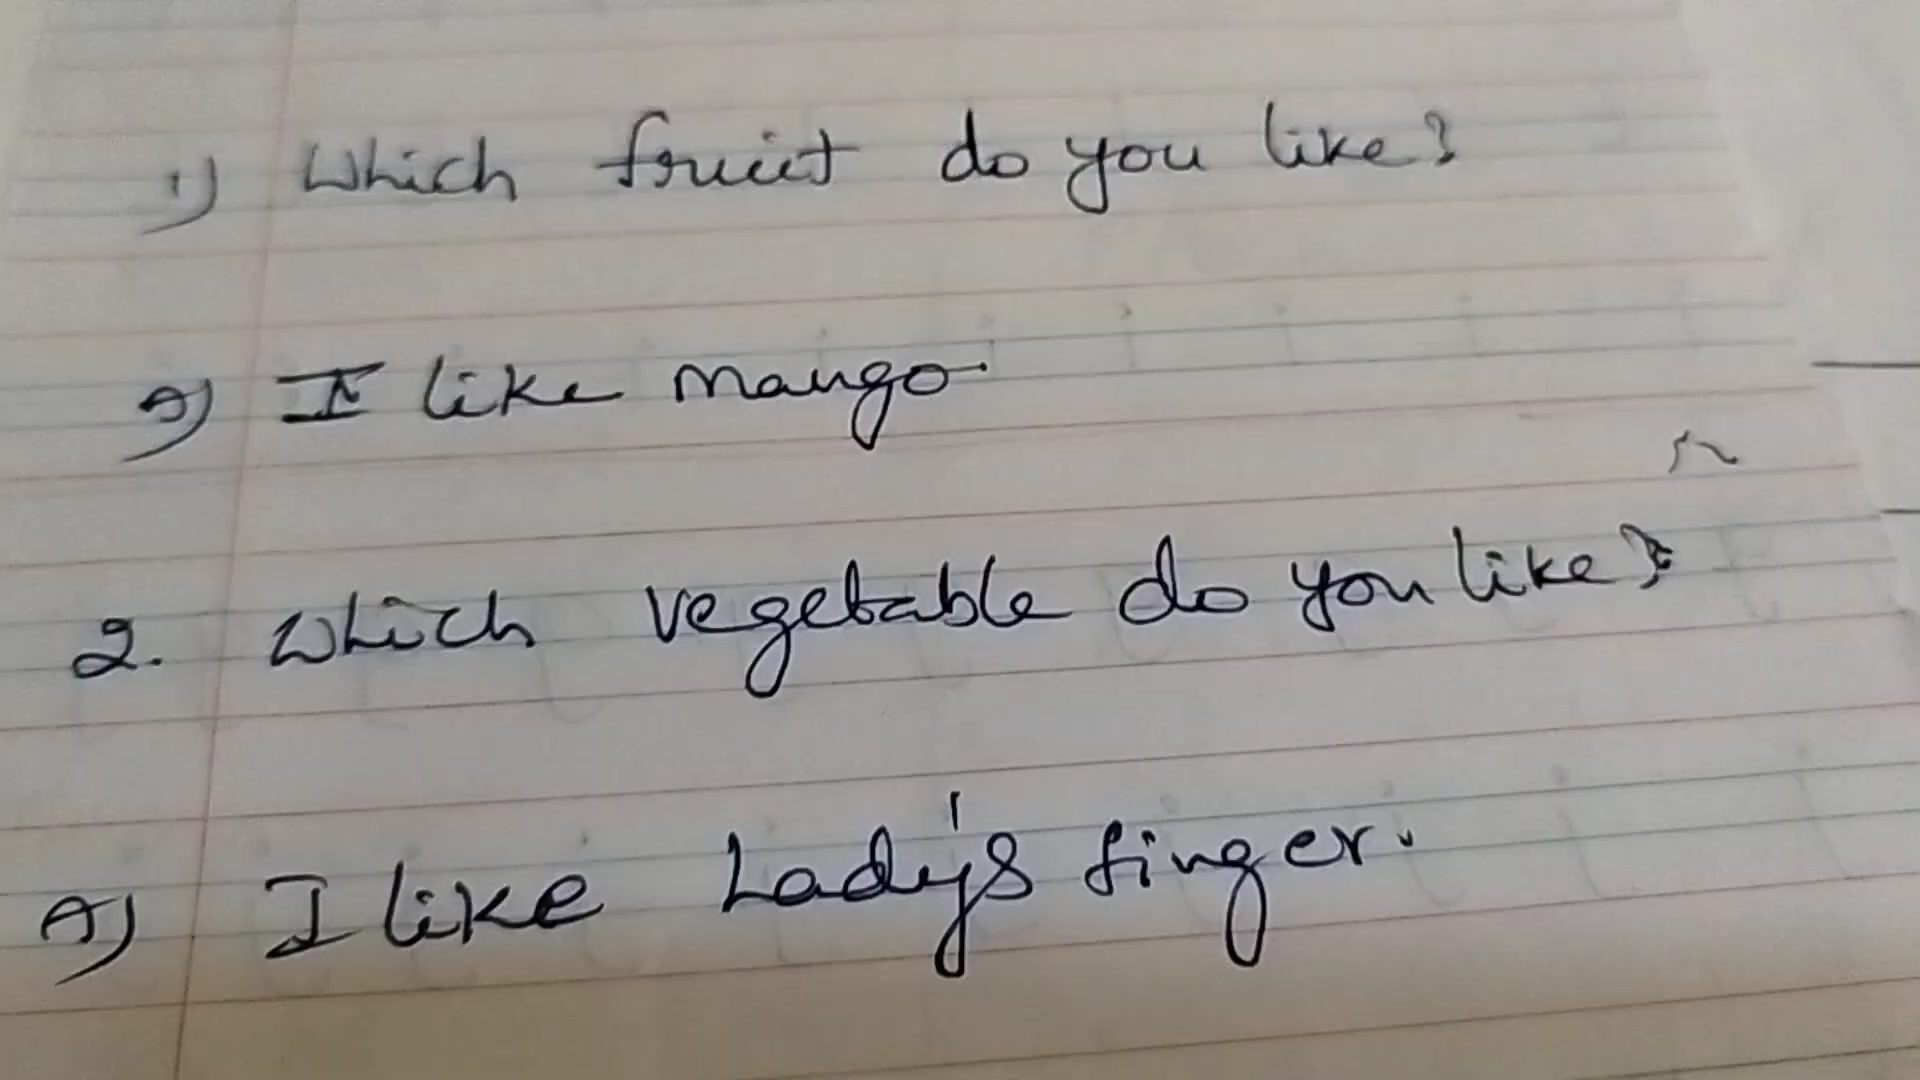 1) Which fruit do you like?
A) I like mango.
2. Which vegetable do you like?
A) I like Lady's finger.